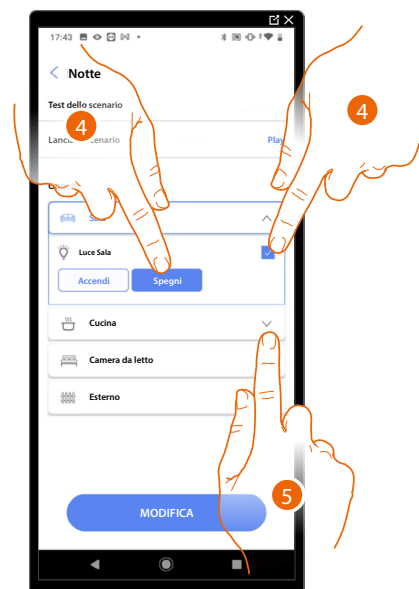 17:43
Notte
Test dello scenario
Lancia scenario
Play
4
4
Sala
Luce Sala
Accendi
Spegni
Cucina
Camera da letto
Esterno
5
MODIFICA